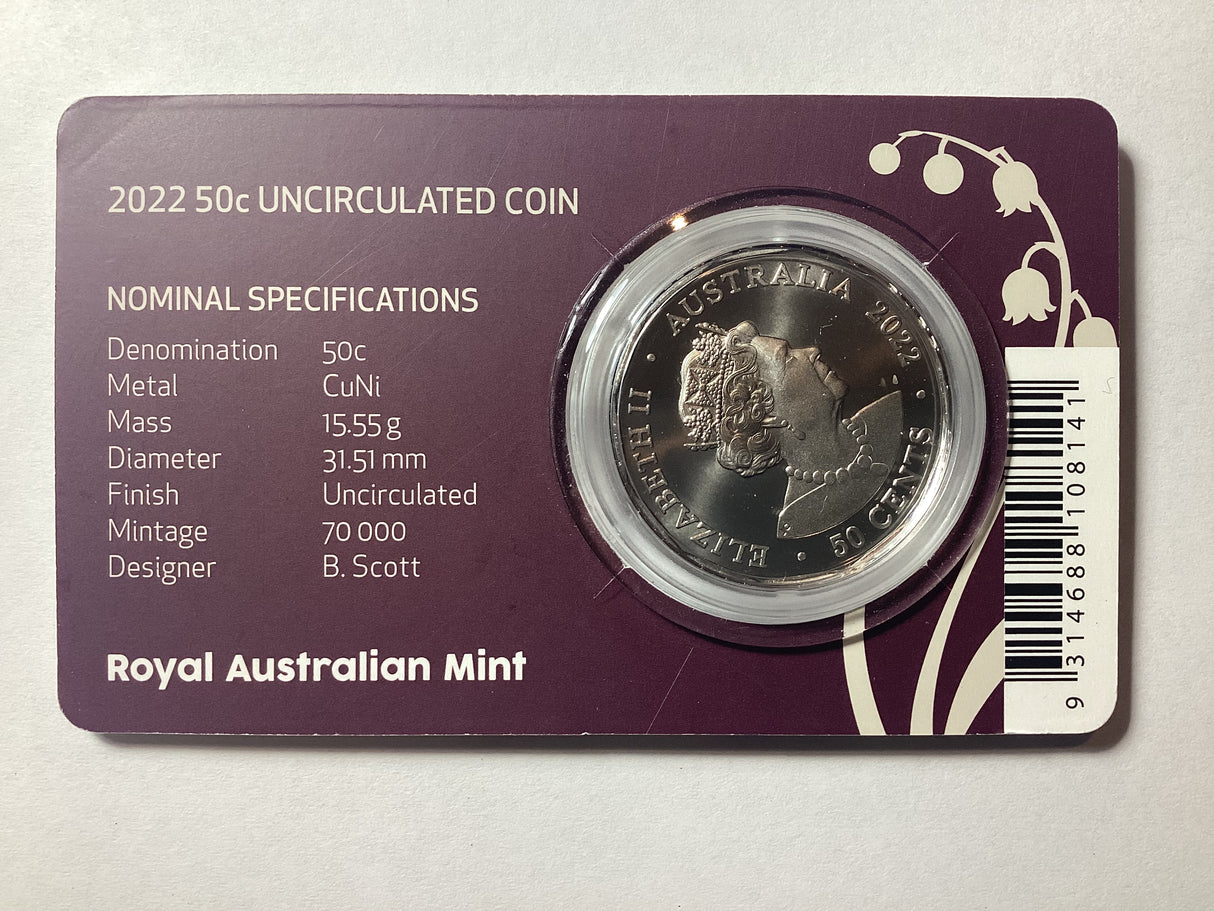 2022 50c UNCIRCULATED COIN
NOMINAL SPECIFICATIONS
Denomination 50c
Metal CuNi
Mass 15.55 g
Diameter 31.51 mm
Finish Uncirculated
Mintage 70 000
Designer B. Scott
Royal Australian Mint
ELIZABETH II • AUSTRALIA 2022 •
50 CENTS •
9 314688 108141